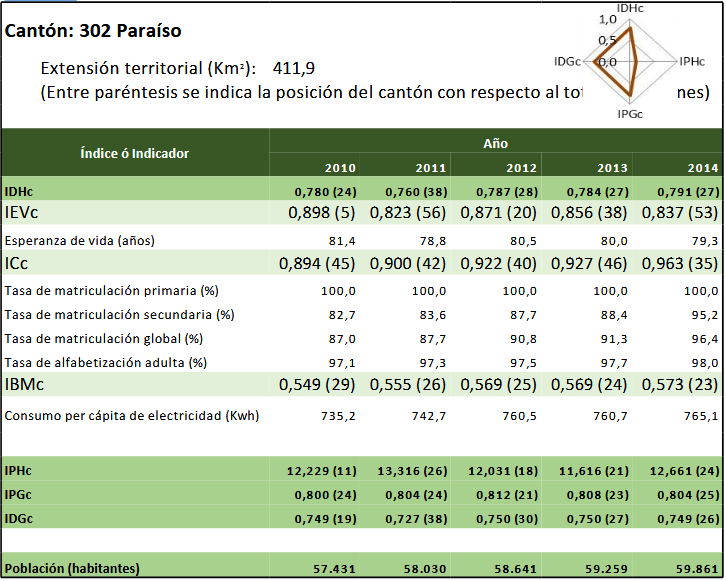 Cantón: 302 Paraíso
IDHc
1,0
0,5
IDGc 0,0 IPHc
IPGc
Extensión territorial (Km²): 411,9
(Entre paréntesis se indica la posición del cantón con respecto al tot nes)
Índice ó Indicador Año
2010 2011 2012 2013 2014
IDHc 0,780 (24) 0,760 (38) 0,787 (28) 0,784 (27) 0,791 (27)
IEVc 0,898 (5) 0,823 (56) 0,871 (20) 0,856 (38) 0,837 (53)
Esperanza de vida (años) 81,4 78,8 80,5 80,0 79,3
ICc 0,894 (45) 0,900 (42) 0,922 (40) 0,927 (46) 0,963 (35)
Tasa de matriculación primaria (%) 100,0 100,0 100,0 100,0 100,0
Tasa de matriculación secundaria (%) 82,7 83,6 87,7 88,4 95,2
Tasa de matriculación global (%) 87,0 87,7 90,8 91,3 96,4
Tasa de alfabetización adulta (%) 97,1 97,3 97,5 97,7 98,0
IBMc 0,549 (29) 0,555 (26) 0,569 (25) 0,569 (24) 0,573 (23)
Consumo per cápita de electricidad (Kwh) 735,2 742,7 760,5 760,7 765,1
IPHc 12,229 (11) 13,316 (26) 12,031 (18) 11,616 (21) 12,661 (24)
IPGc 0,800 (24) 0,804 (24) 0,812 (21) 0,808 (23) 0,804 (25)
IDGc 0,749 (19) 0,727 (38) 0,750 (30) 0,750 (27) 0,749 (26)
Población (habitantes) 57.431 58.030 58.641 59.259 59.861